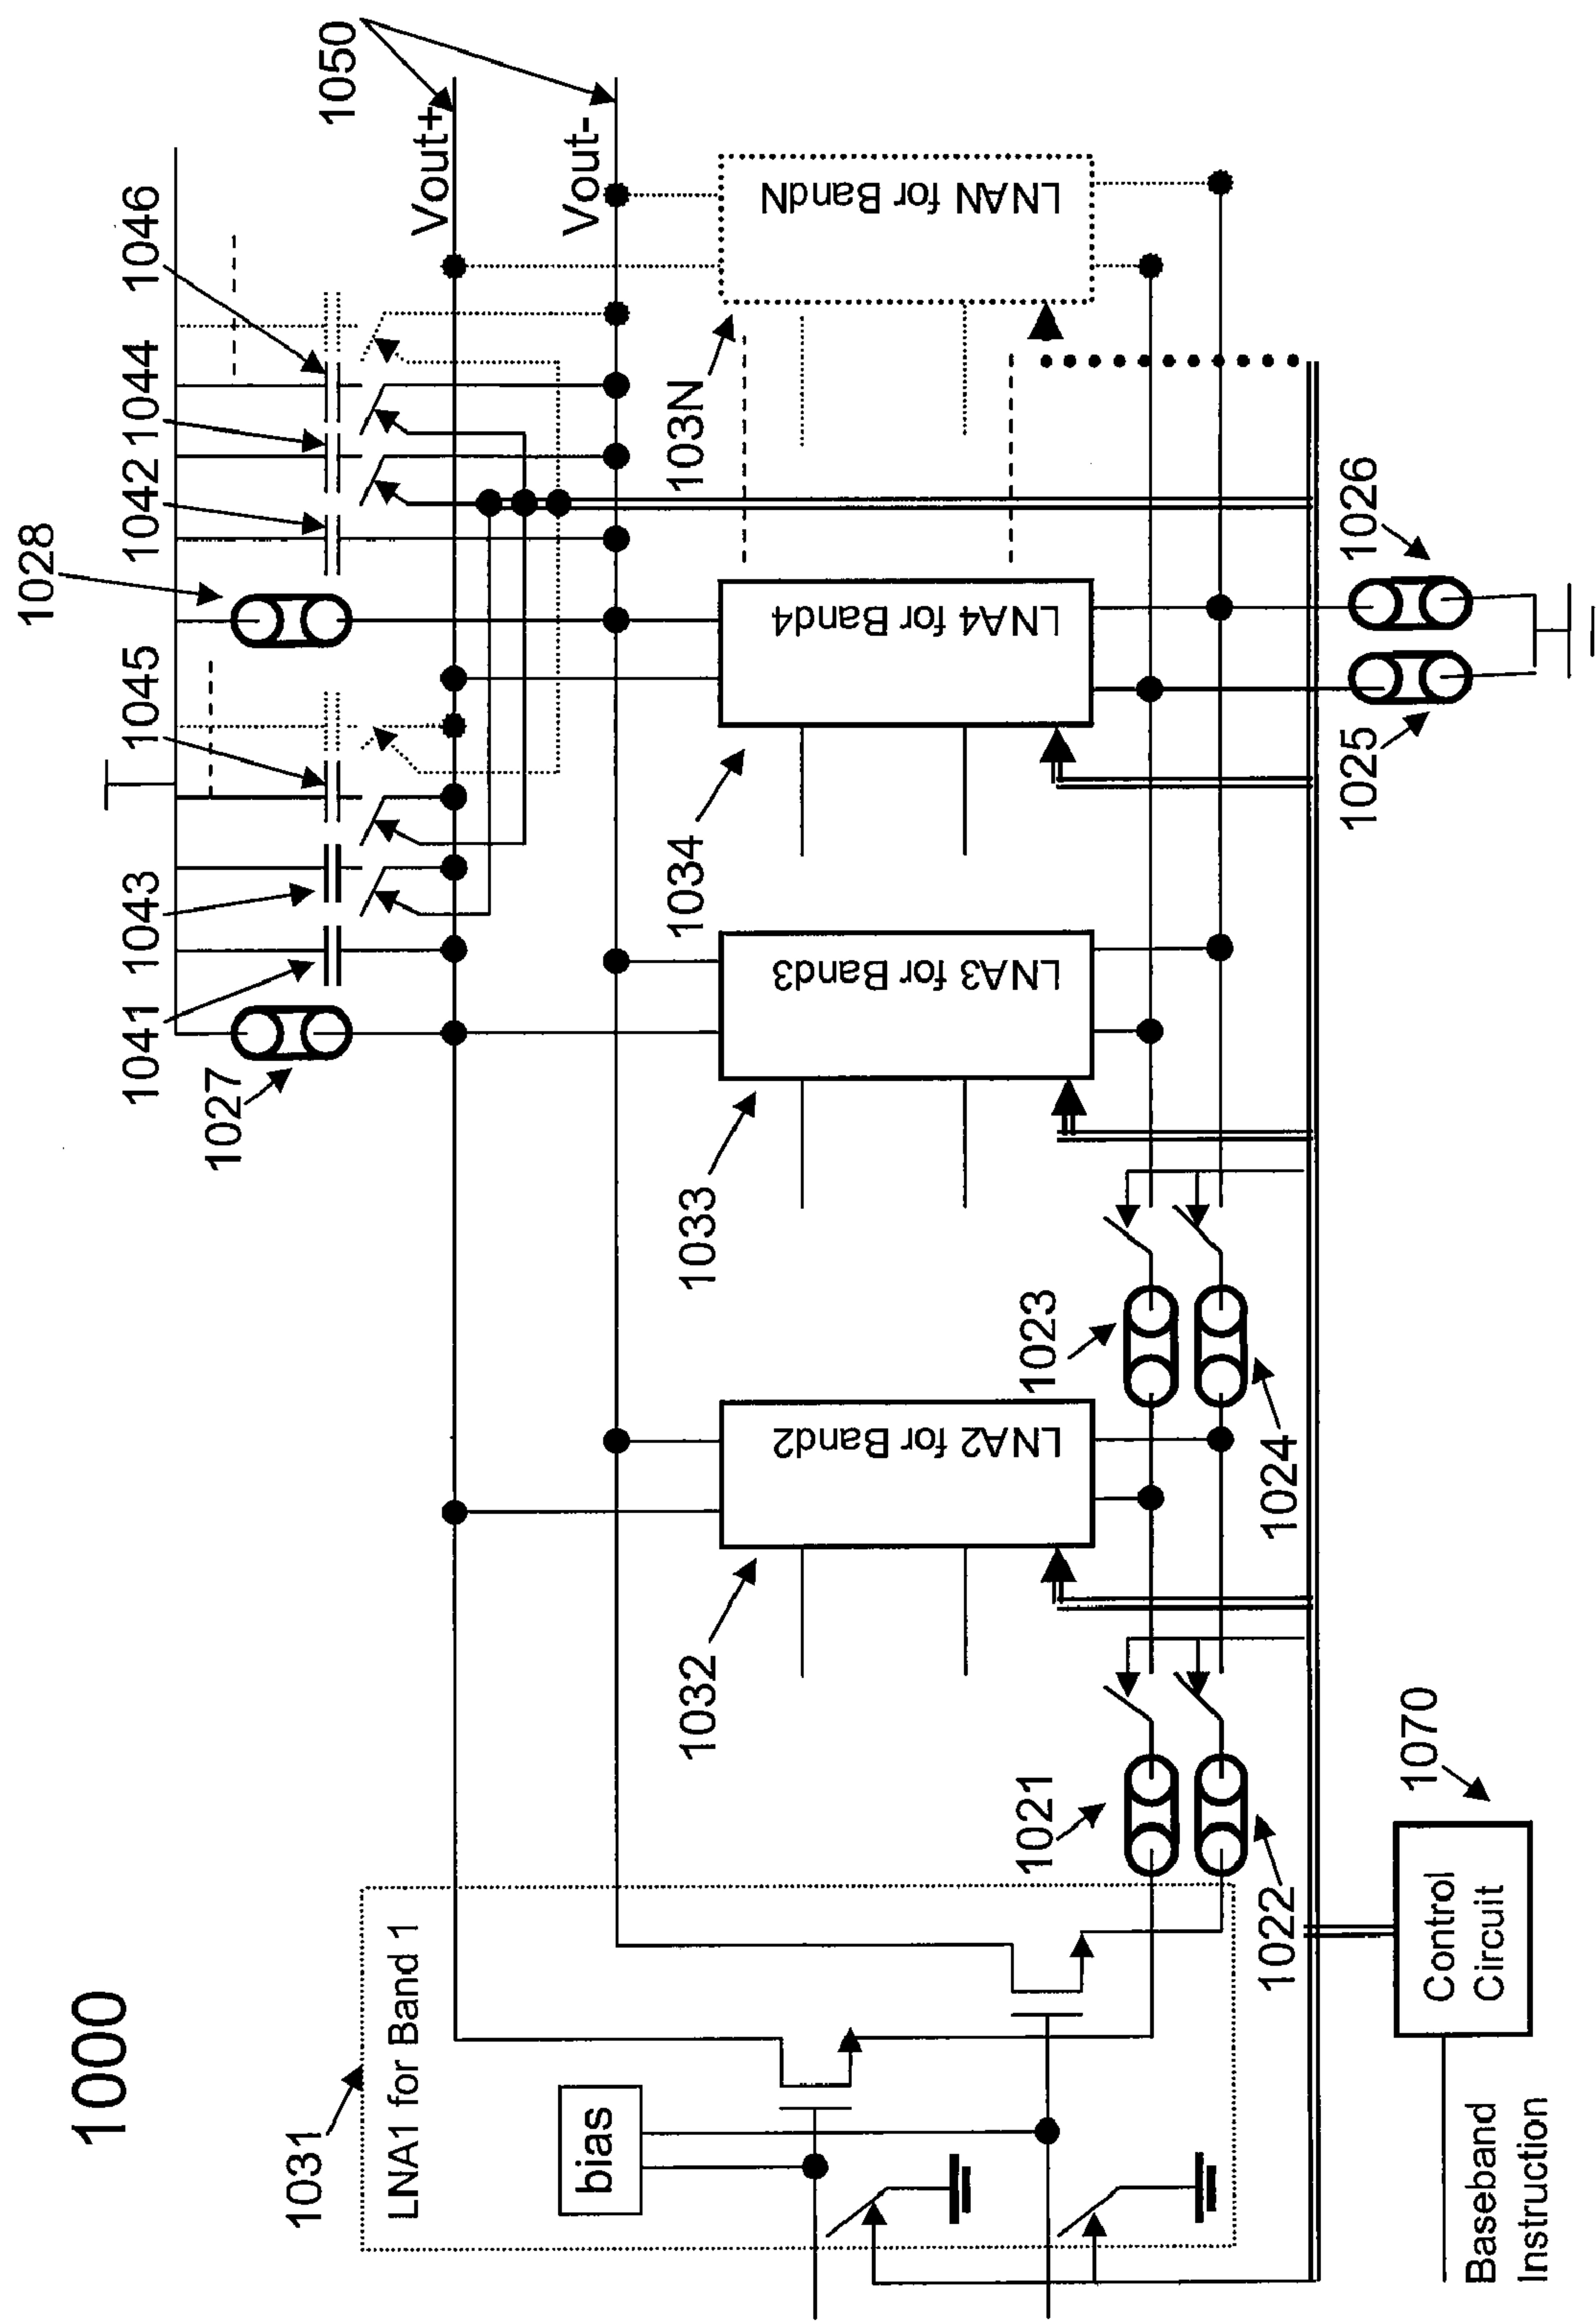 1000
1031
LNA1 for Band 1
bias
1027
1041
1043
1045
1028
1042
1044
1046
1050
Vout+
Vout-
1032
LNA2 for Band2
1033
LNA3 for Band3
1034
LNA4 for Band4
103N
LNAN for BandN
1021
1022
1023
1024
1025
1026
1070
Control
Circuit
Baseband
Instruction